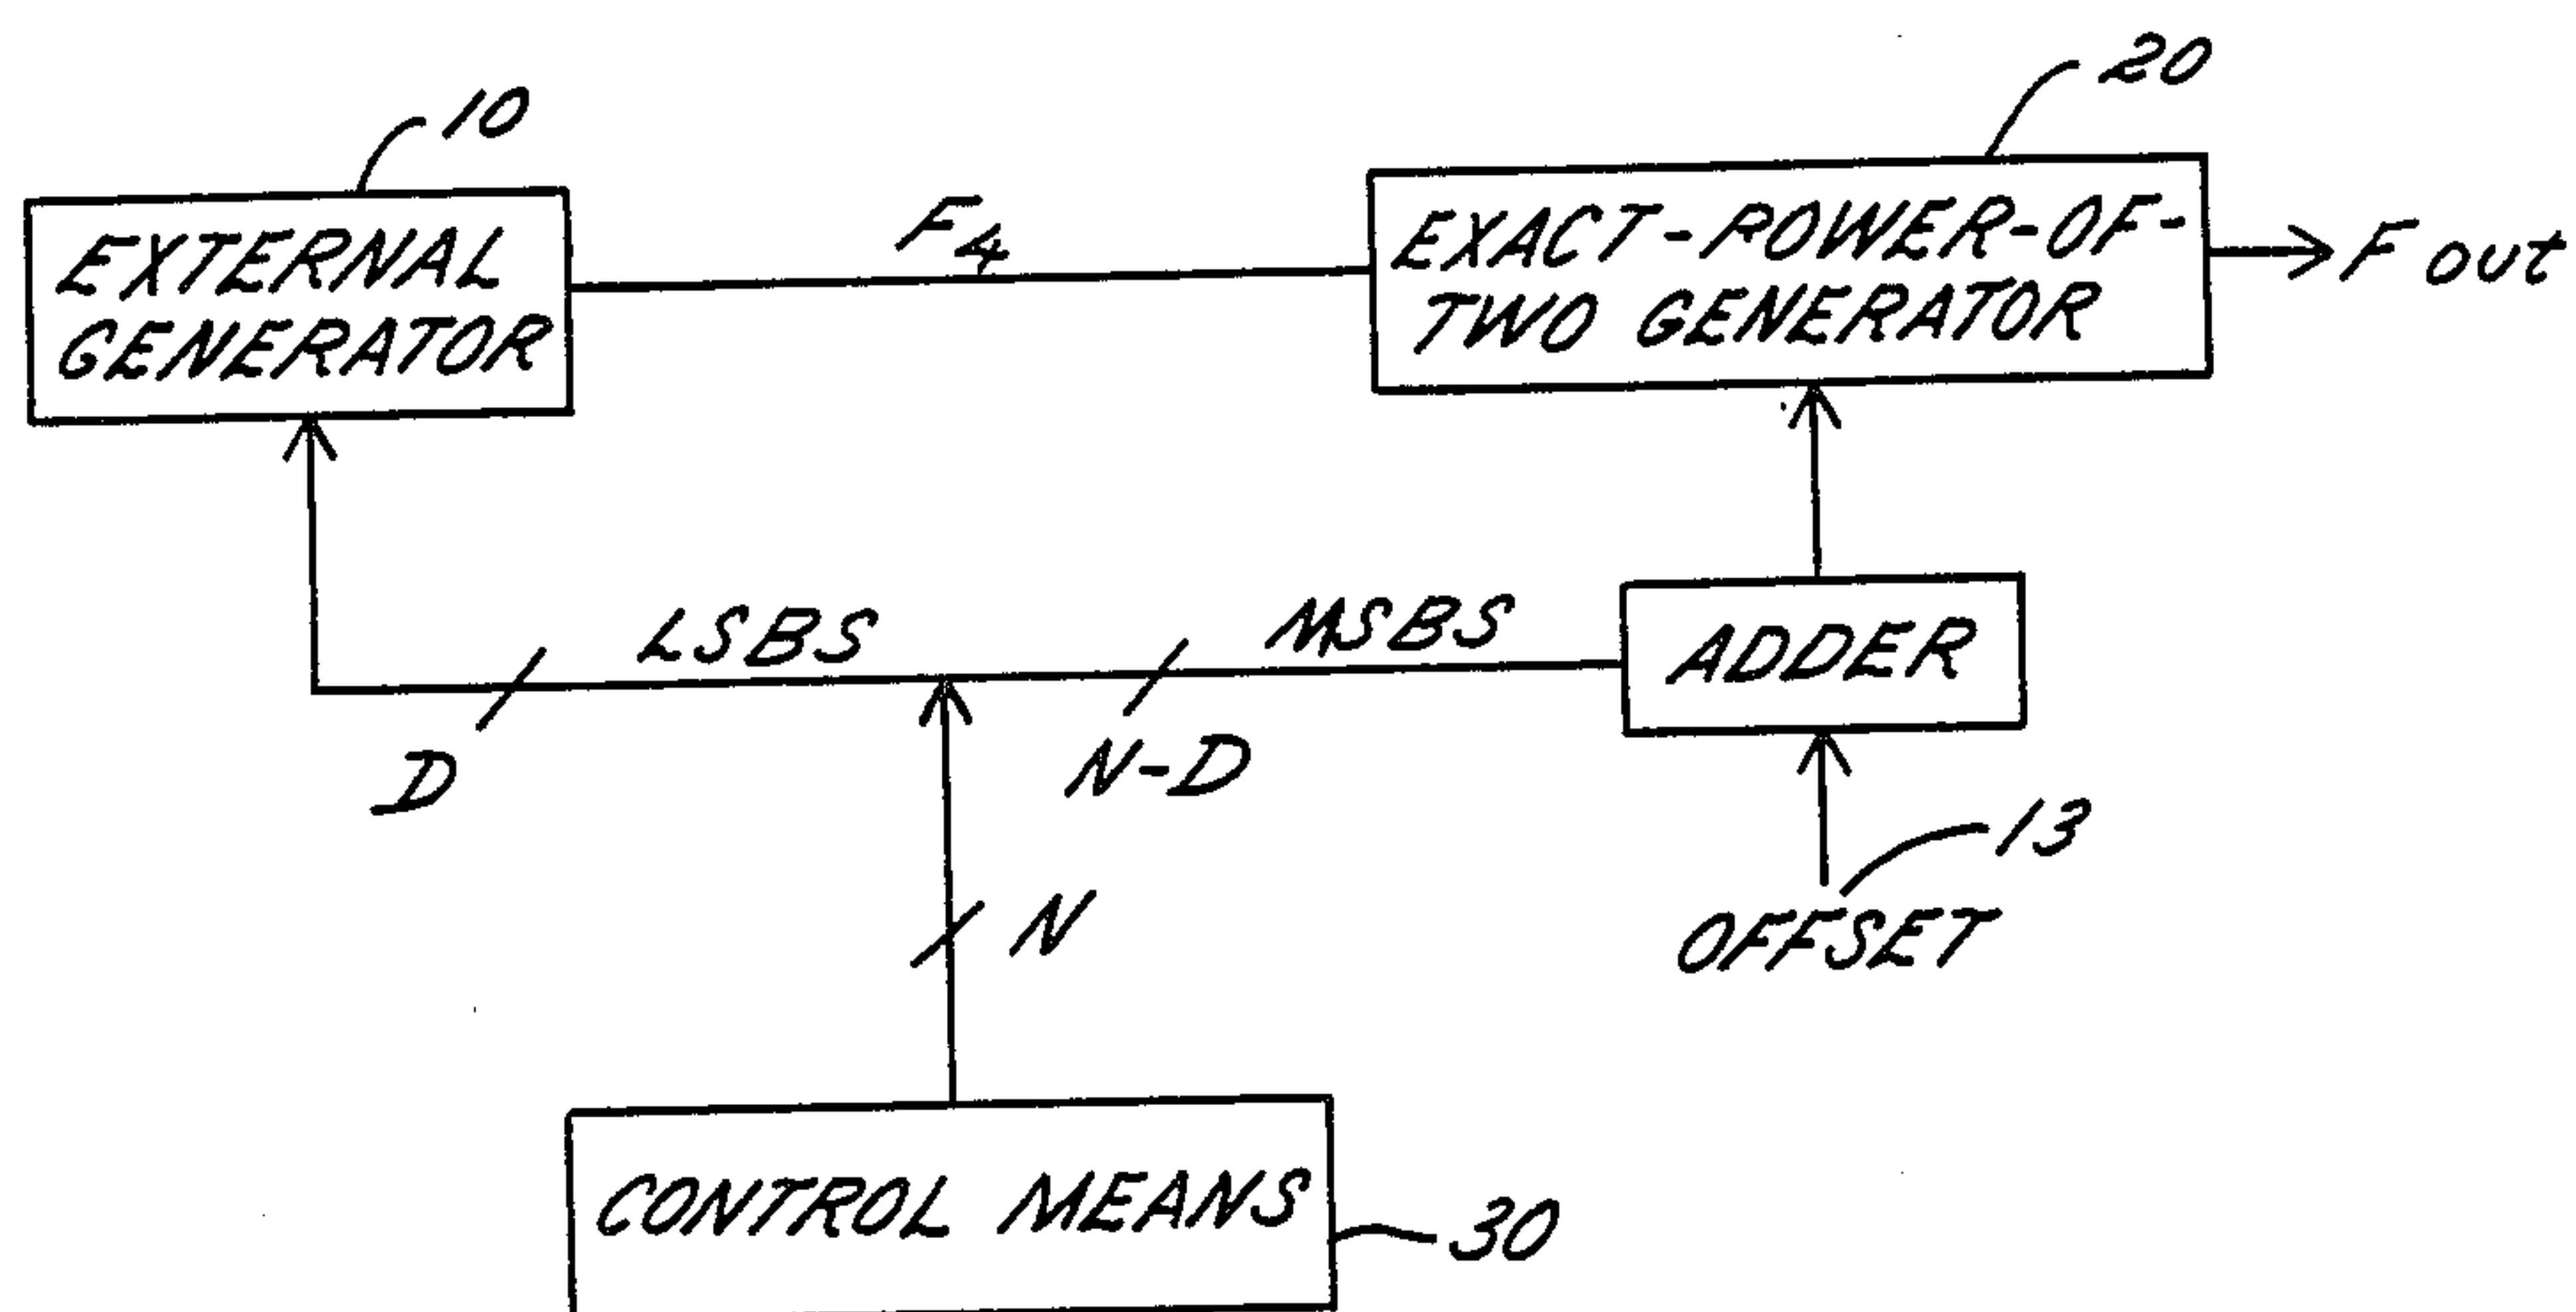 10
20
EXTERNAL
GENERATOR
F4
EXACT-POWER-OF-
TWO GENERATOR
F out
LSBS
MSBS
ADDER
D
N-D
13
N
OFFSET
CONTROL MEANS
30